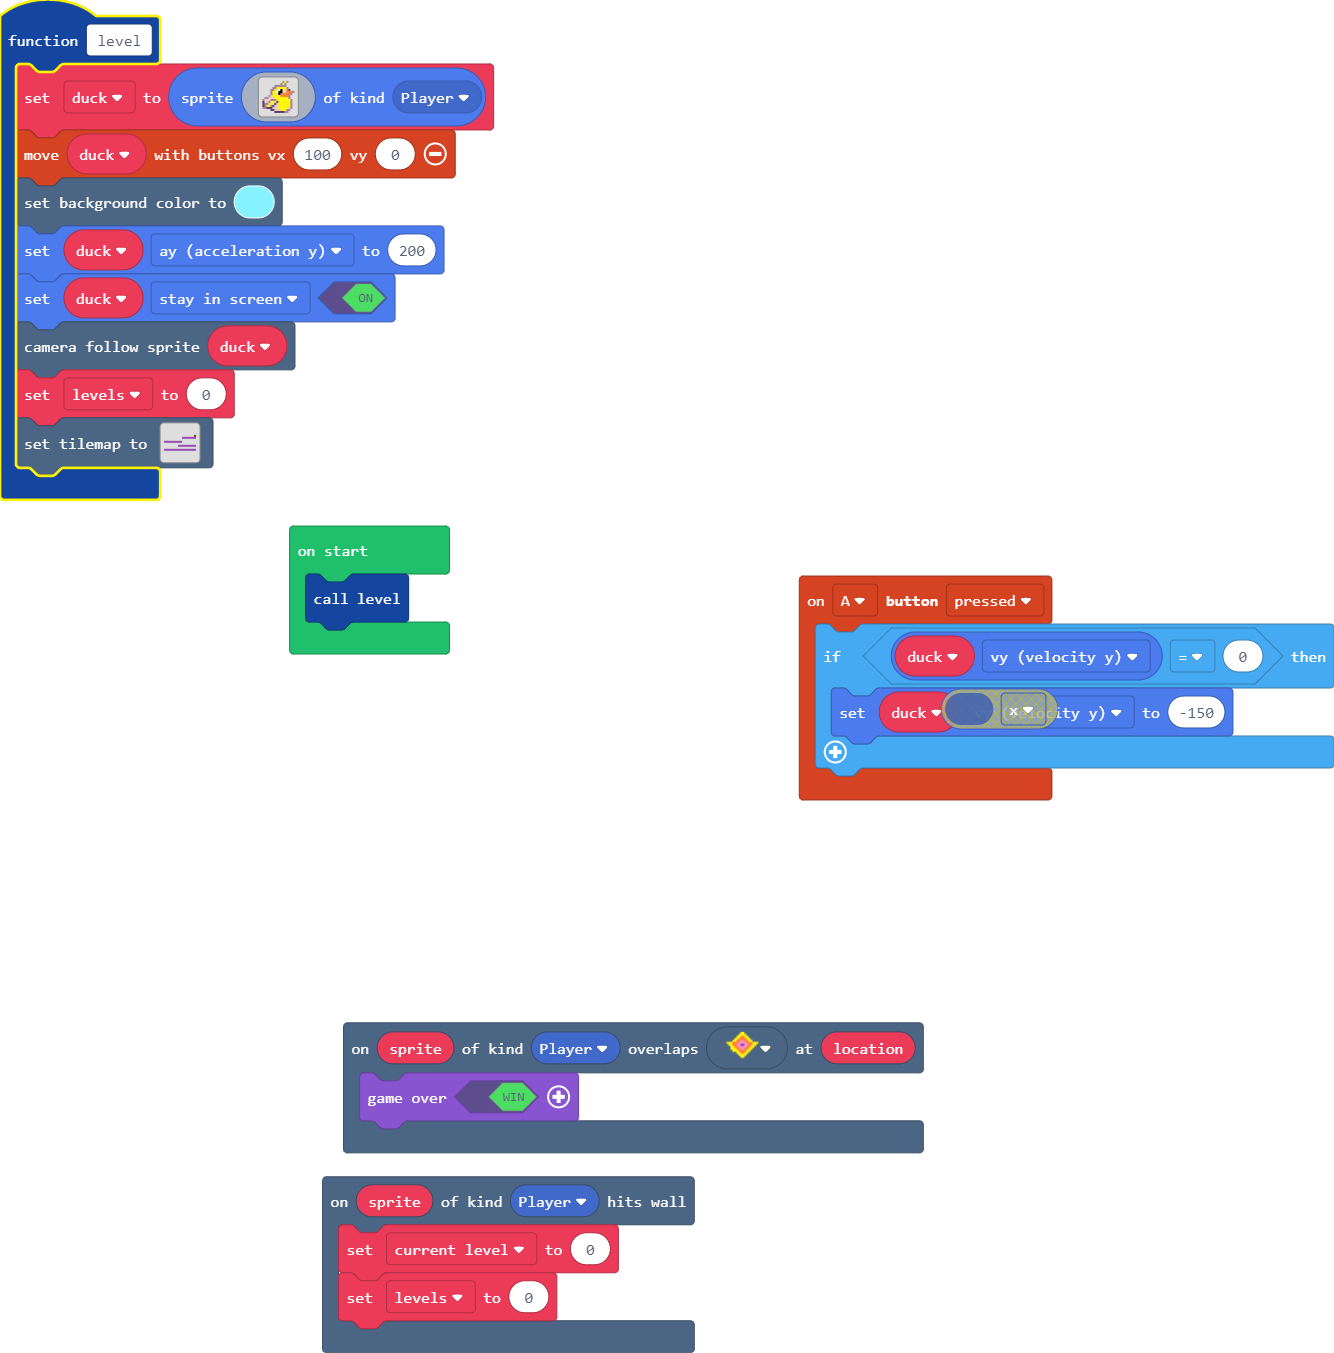 function level
set duck to sprite of kind Player
move duck with buttons vx 100 vy 0
set background color to
set duck ay (acceleration y) to 200
set duck stay in screen ON
camera follow sprite duck
set levels to 0
set tilemap to
on start
call level
on A button pressed
if duck vy (velocity y) = 0 then
set duck x ity y) to -150
on sprite of kind Player overlaps at location
game over WIN
on sprite of kind Player hits wall
set current level to 0
set levels to 0